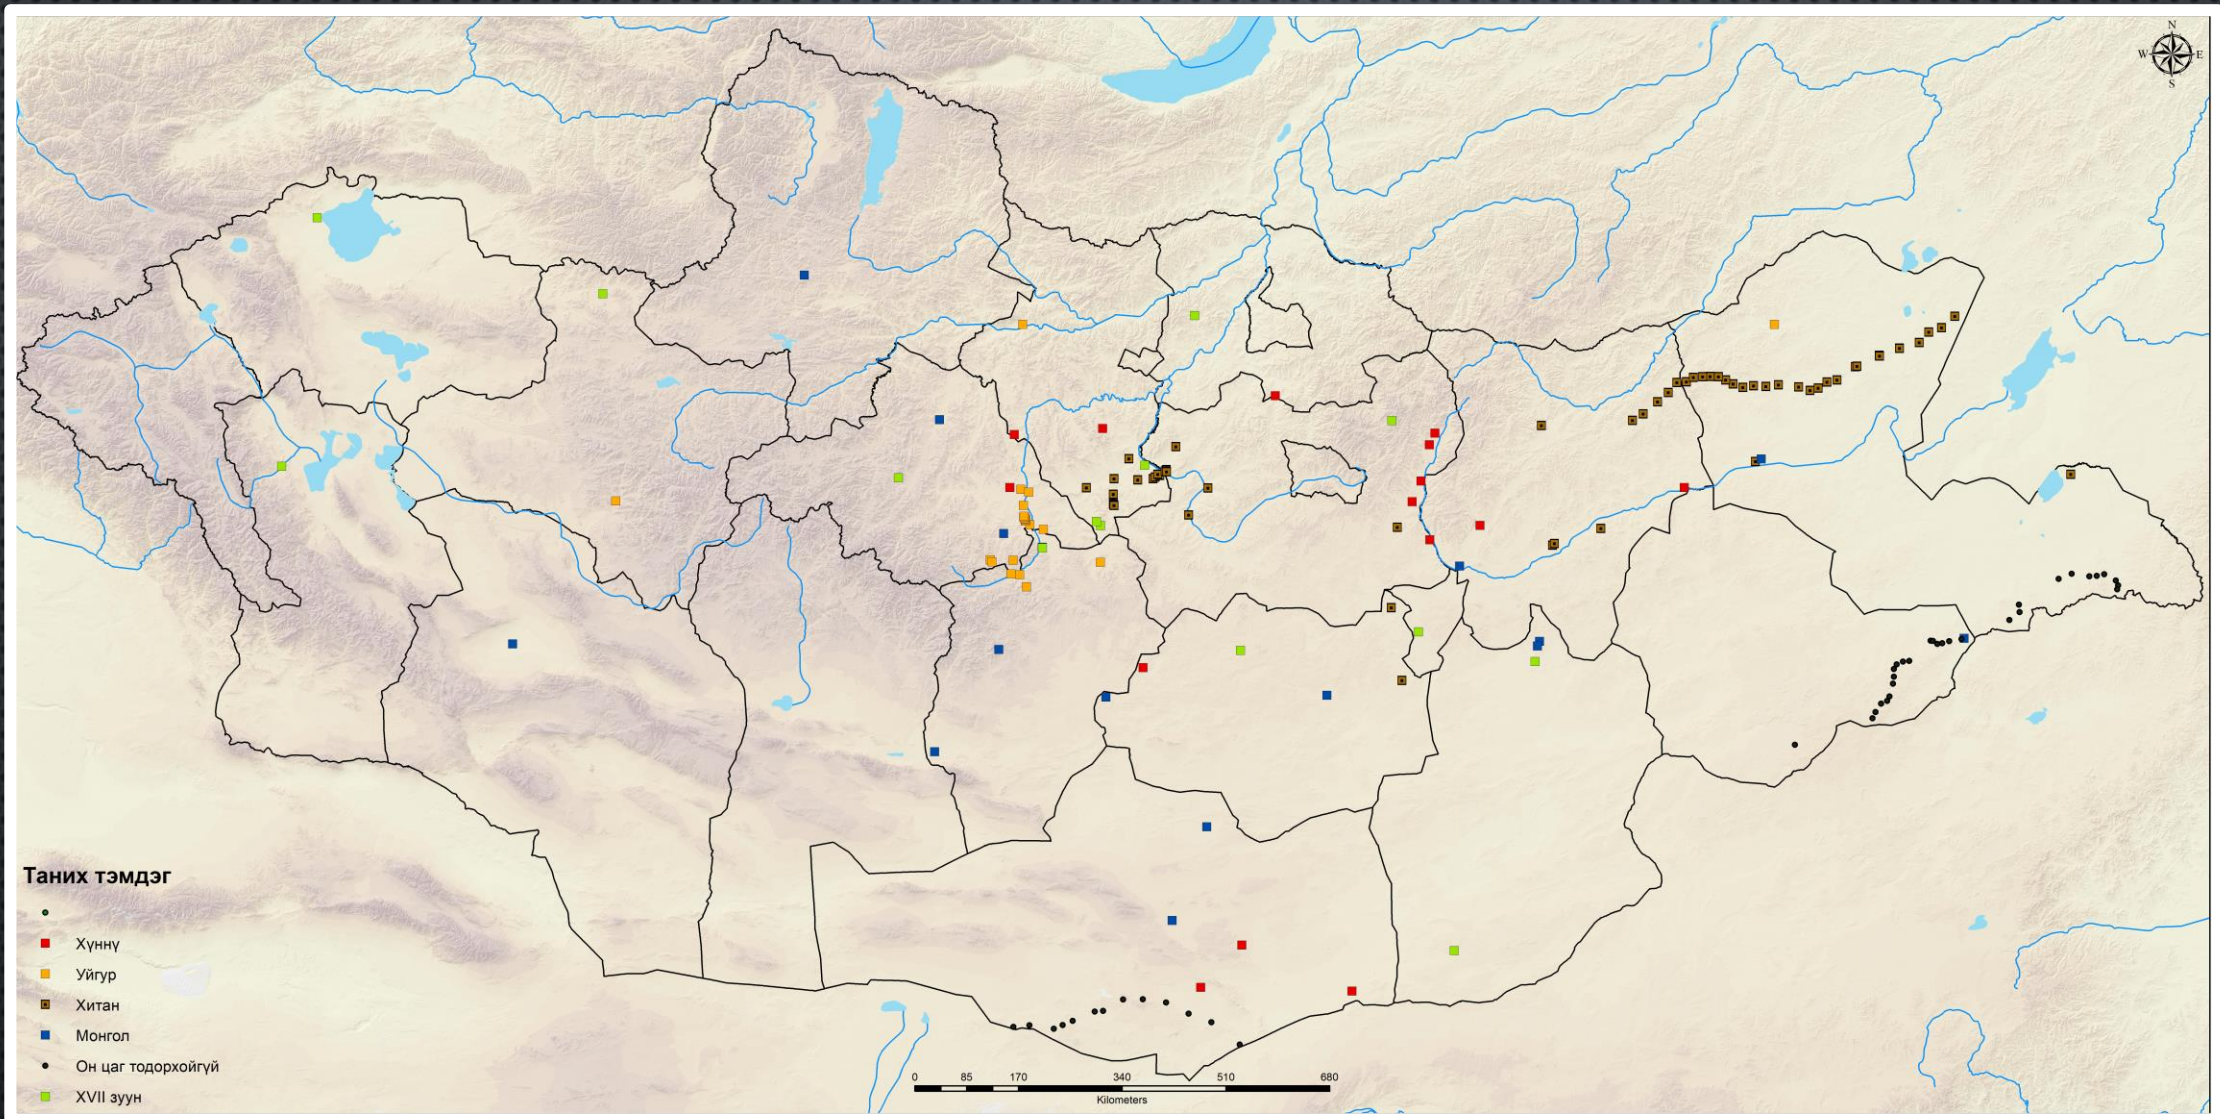 N
W E
S
Таних тэмдэг
Хүннү
Уйгур
Хитан
Монгол
Он цаг тодорхойгүй
XVII зуун
0 85 170 340 510 680
Kilometers